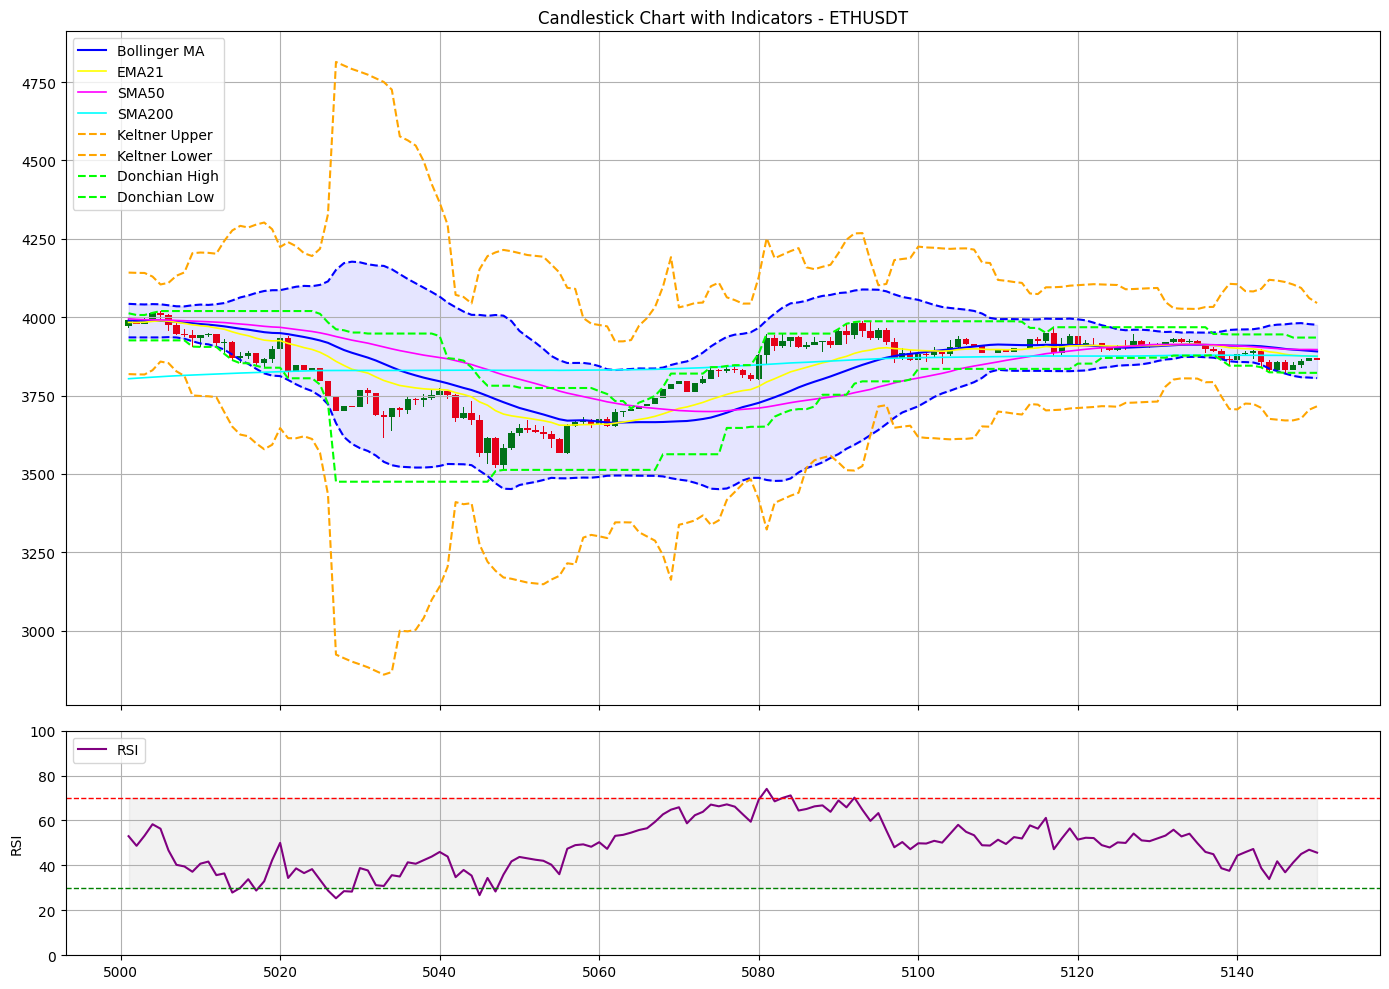 Candlestick Chart with Indicators - ETHUSDT
Bollinger MA
EMA21
SMA50
SMA200
Keltner Upper
Keltner Lower
Donchian High
Donchian Low
4750
4500
4250
4000
3750
3500
3250
3000
RSI
100
80
60
40
20
0
RSI
5000 5020 5040 5060 5080 5100 5120 5140